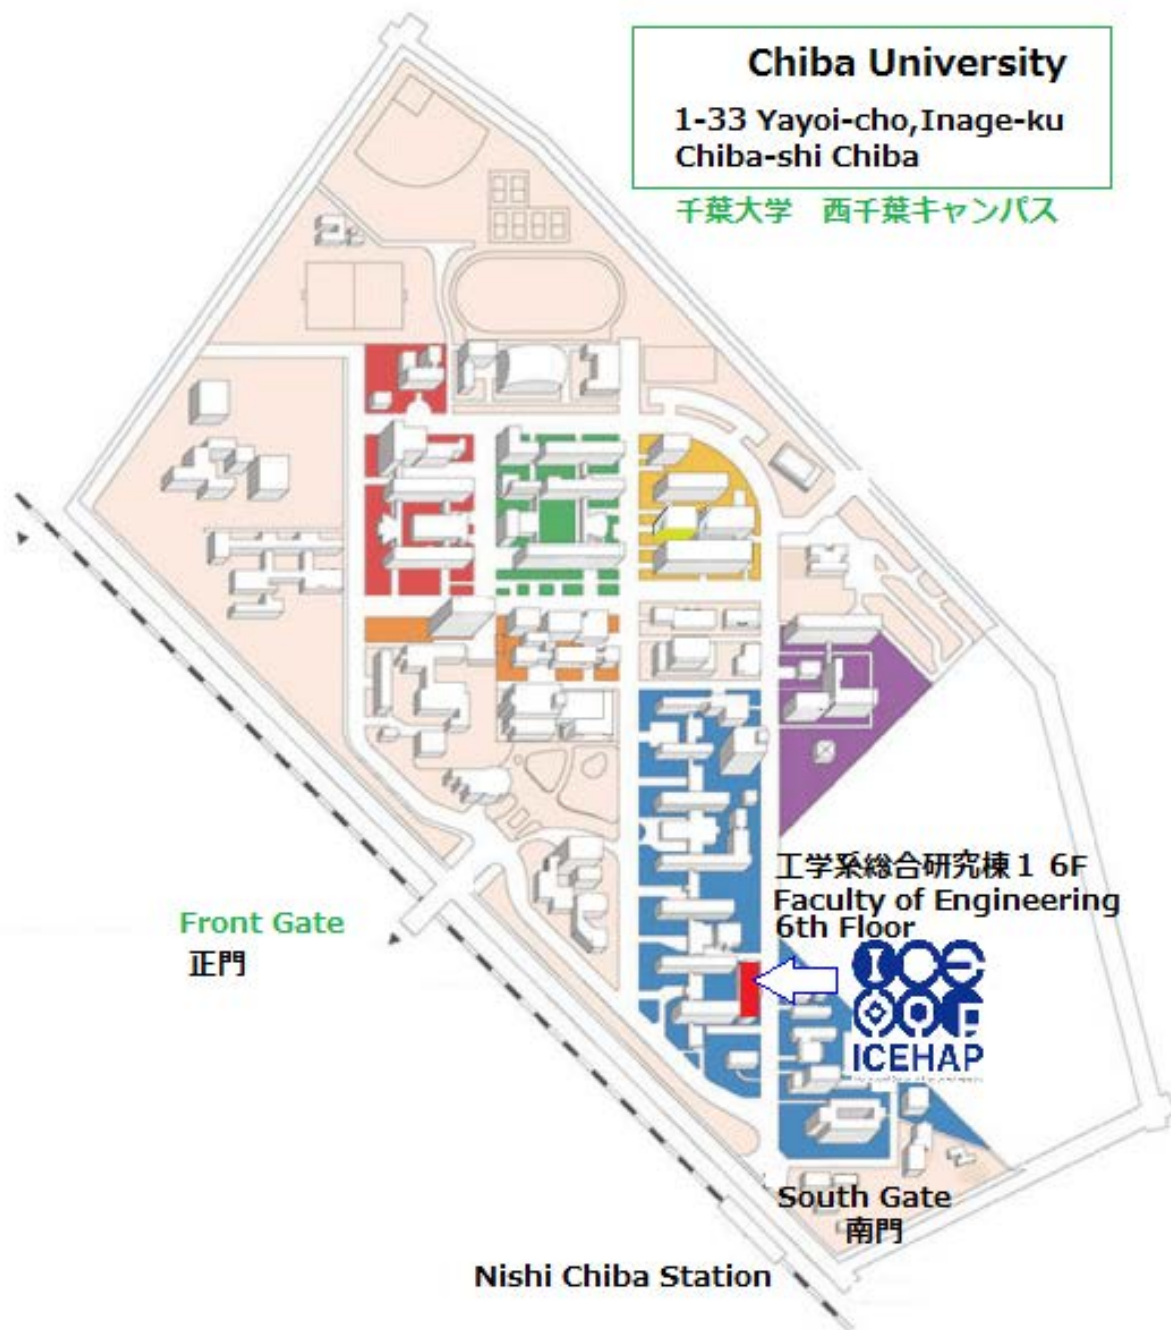 Chiba University
1-33 Yayoi-cho,Inage-ku
Chiba-shi Chiba
千葉大学　西千葉キャンパス
工学系総合研究棟１ 6F
Faculty of Engineering
6th Floor
ICEHAP
Front Gate
正門
South Gate
南門
Nishi Chiba Station